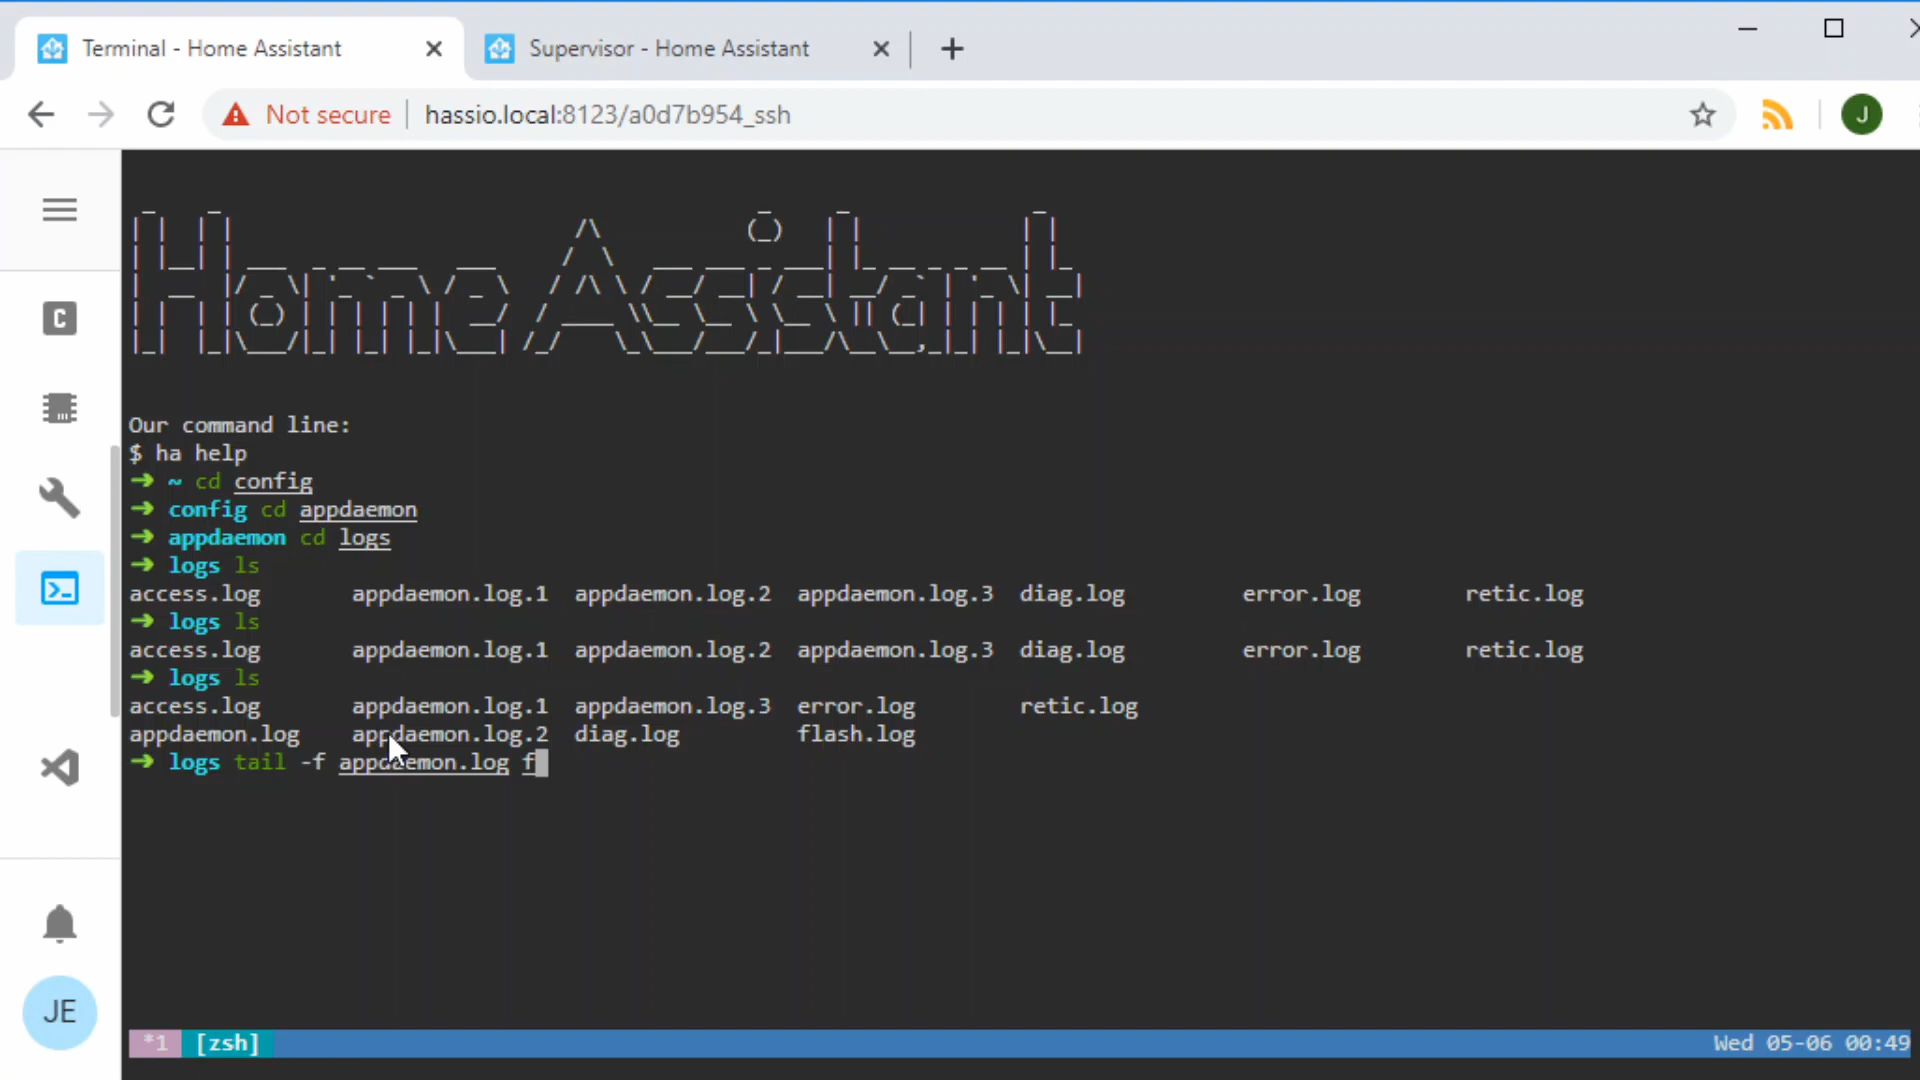 Terminal - Home Assistant
Supervisor - Home Assistant
Not secure
hassio.local:8123/a0d7b954_ssh
J
C
Home Assistant
Our command line:
$ ha help
➜ ~ cd config
➜ config cd appdaemon
➜ appdaemon cd logs
➜ logs ls
access.log appdaemon.log.1 appdaemon.log.2 appdaemon.log.3 diag.log error.log retic.log
➜ logs ls
access.log appdaemon.log.1 appdaemon.log.2 appdaemon.log.3 diag.log error.log retic.log
➜ logs ls
access.log appdaemon.log.1 appdaemon.log.3 error.log retic.log
appdaemon.log appdaemon.log.2 diag.log flash.log
➜ logs tail -f appdaemon.log f
JE
*1 [zsh] Wed 05-06 00:49